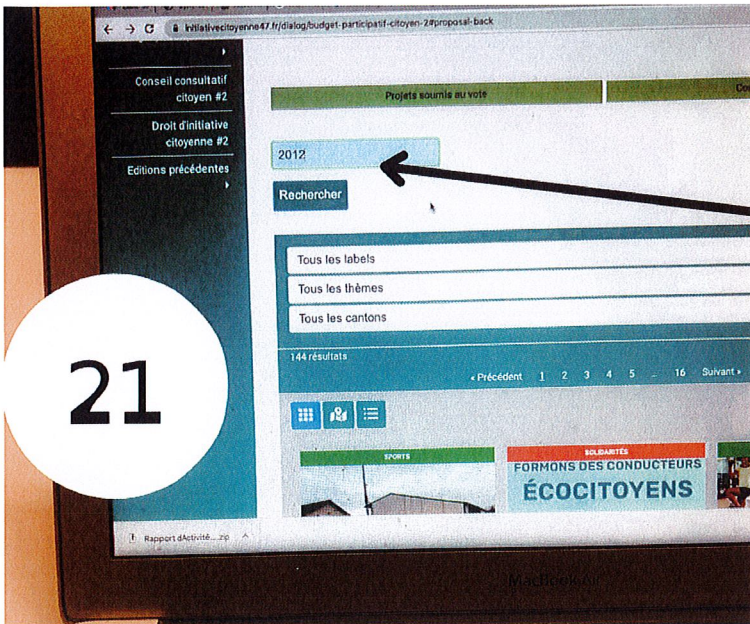 initiativecitoyenne47.fr/dialog/budget-participatif-citoyen-2#proposal-back
Conseil consultatif
citoyen #2
Droit d'initiative
citoyenne #2
Editions précédentes
Projets soumis au vote
2012
Rechercher
Tous les labels
Tous les thèmes
Tous les cantons
144 résultats
« Précédent 1 2 3 4 5 ... 16 Suivant »
21
SPORTS
SOLIDARITÉS
FORMONS DES CONDUCTEURS
ÉCOCITOYENS
Rapport dActivité....zip
MacBook Air